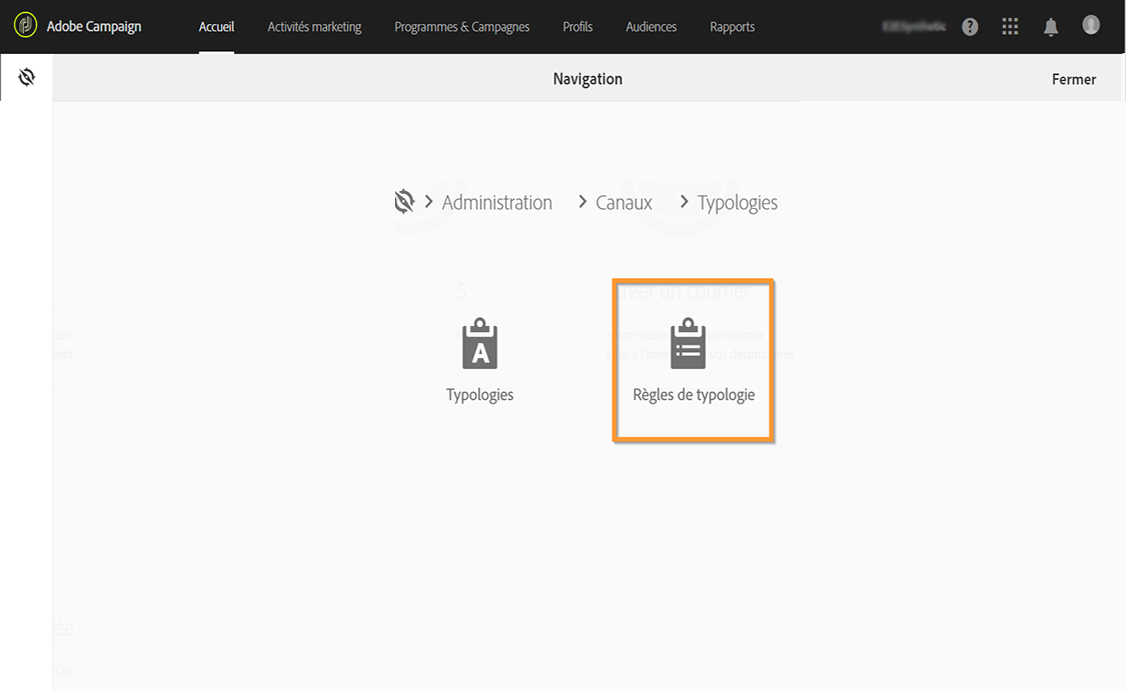 Adobe Campaign Accueil Activités marketing Programmes & Campagnes Profils Audiences Rapports
Navigation Fermer
Administration Canaux Typologies
A
Typologies Règles de typologie